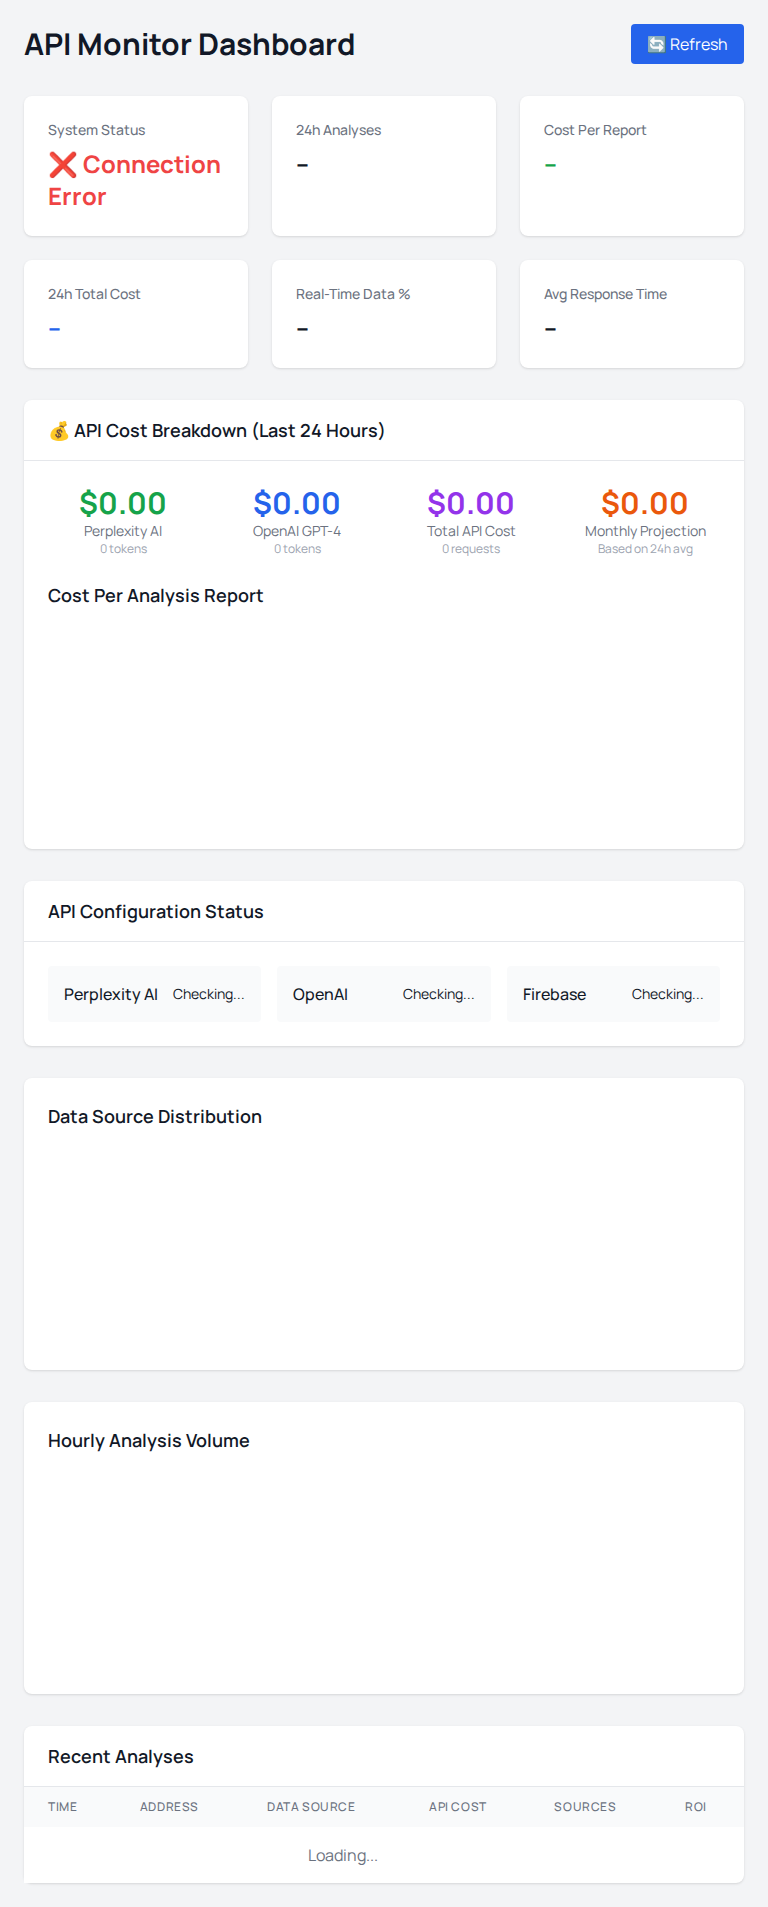 API Monitor Dashboard
🔄 Refresh
System Status
❌ Connection
Error
24h Analyses
–
Cost Per Report
–
24h Total Cost
–
Real-Time Data %
–
Avg Response Time
–
💰 API Cost Breakdown (Last 24 Hours)
$0.00
Perplexity AI
0 tokens
$0.00
OpenAI GPT-4
0 tokens
$0.00
Total API Cost
0 requests
$0.00
Monthly Projection
Based on 24h avg
Cost Per Analysis Report
API Configuration Status
Perplexity AI Checking...
OpenAI Checking...
Firebase Checking...
Data Source Distribution
Hourly Analysis Volume
Recent Analyses
TIME ADDRESS DATA SOURCE API COST SOURCES ROI
Loading...